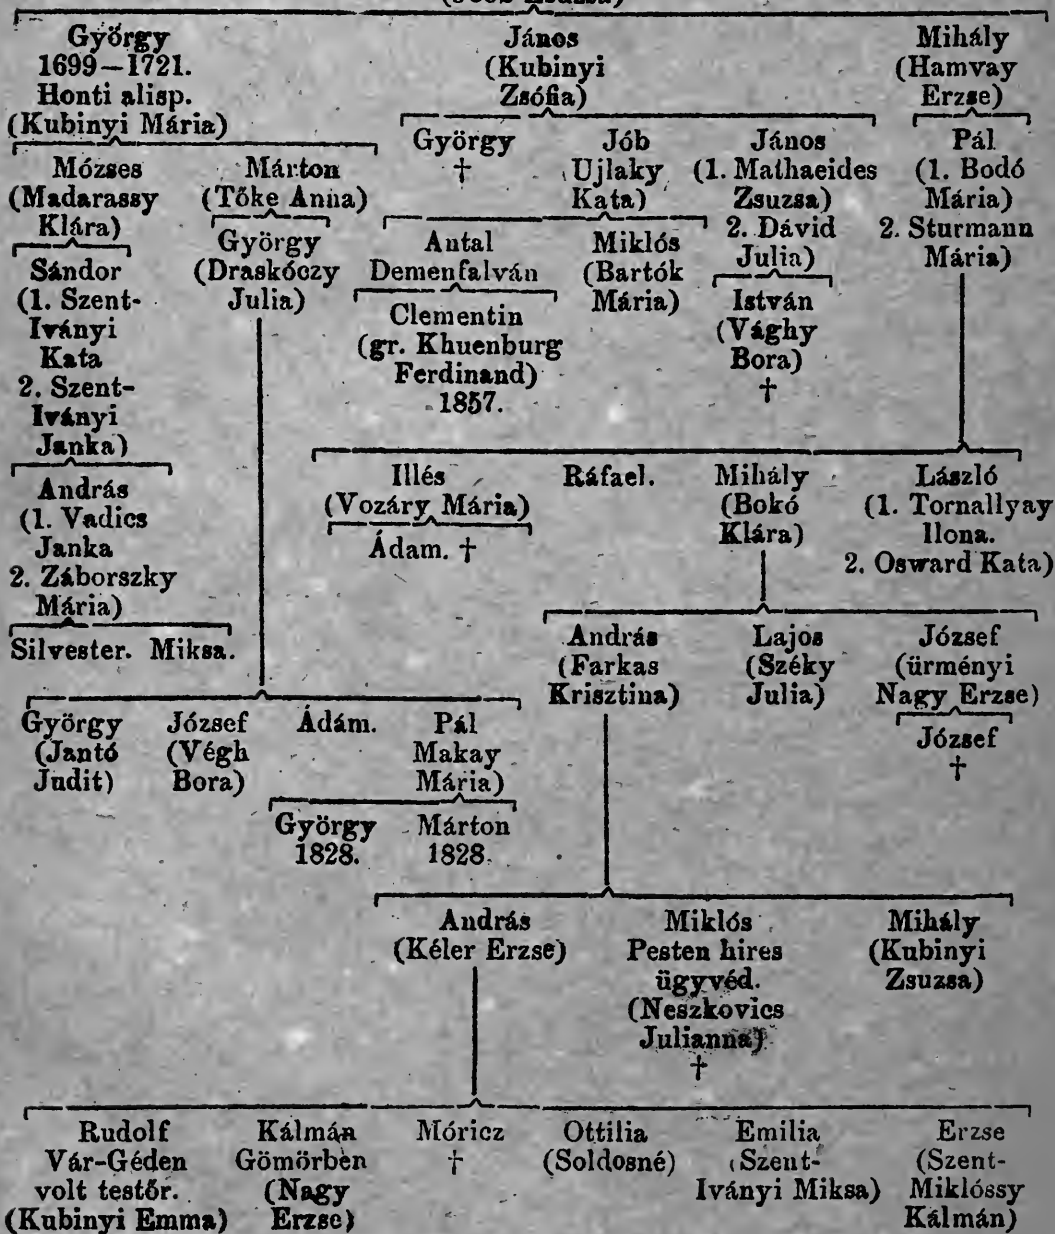 György
1699—1721.
Honti alisp.
(Kubinyi Mária)
János
(Kubinyi
Zsófia)
Mihály
(Hamvay
Erzse)
Mózses
(Madarassy
Klára)
Márton
(Tőke Anna)
György
†
Jób
Ujlaky
Kata)
János
(1. Mathaeides
Zsuzsa)
2. Dávid
Julia)
Pál
(1. Bodó
Mária)
2. Sturmann
Mária)
Sándor
(1. Szent-
Iványi
Kata
2. Szent-
Iványi
Janka)
György
(Draskóczy
Julia)
Antal
Demenfalván
Miklós
(Bartók
Mária)
István
(Vághy
Bora)
†
Clementin
(gr. Khuenburg
Ferdinand)
1857.
András
(1. Vadics
Janka
2. Záborszky
Mária)
Illés
(Vozáry Mária)
Ráfael.
Mihály
(Bokó
Klára)
László
(1. Tornallyay
Ilona.
2. Osward Kata)
Ádam. †
Silvester. Miksa.
András
(Farkas
Krisztina)
Lajos
(Széky
Julia)
József
(ürményi
Nagy Erzse)
József
†
György
(Jantó
Judit)
József
(Végh
Bora)
Ádám.
Pál
Makay
Mária)
György
1828.
Márton
1828.
András
(Kéler Erzse)
Miklós
Pesten hires
ügyvéd.
(Neszkovics
Julianna)
†
Mihály
(Kubinyi
Zsuzsa)
Rudolf
Vár-Géden
volt testőr.
(Kubinyi Emma)
Kálmán
Gömörben
(Nagy
Erzse)
Móricz
†
Ottilia
(Soldosné)
Emilia
(Szent-
Iványi Miksa)
Erzse
(Szent-
Miklóssy
Kálmán)